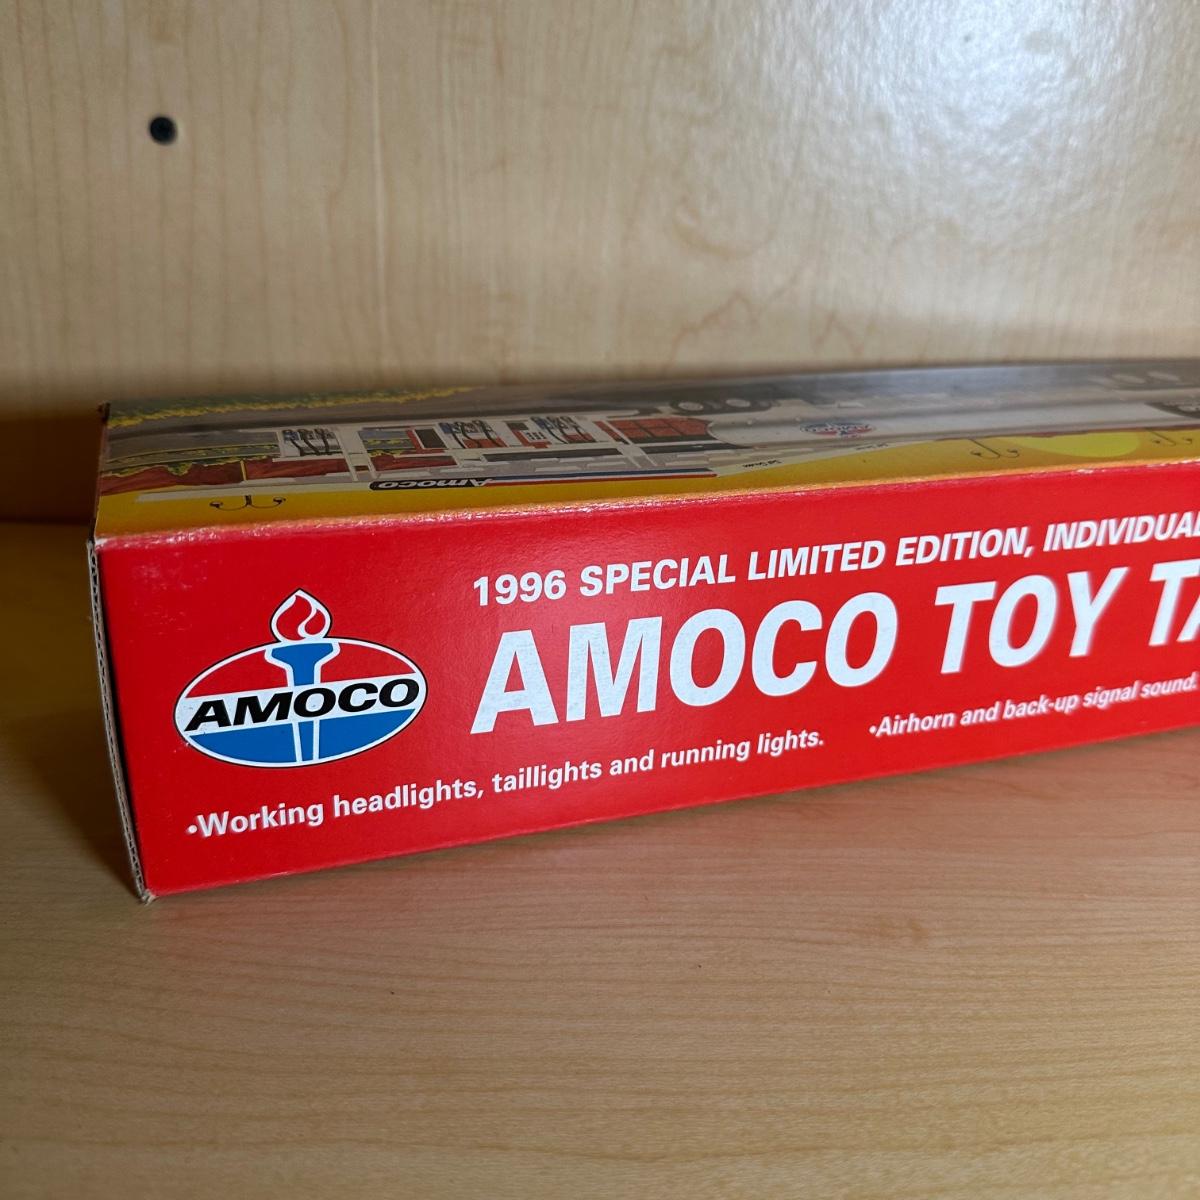 Amoco
1996 SPECIAL LIMITED EDITION, INDIVIDUAL
AMOCO TOY TA
AMOCO
•Working headlights, taillights and running lights.
•Airhorn and back-up signal sound.